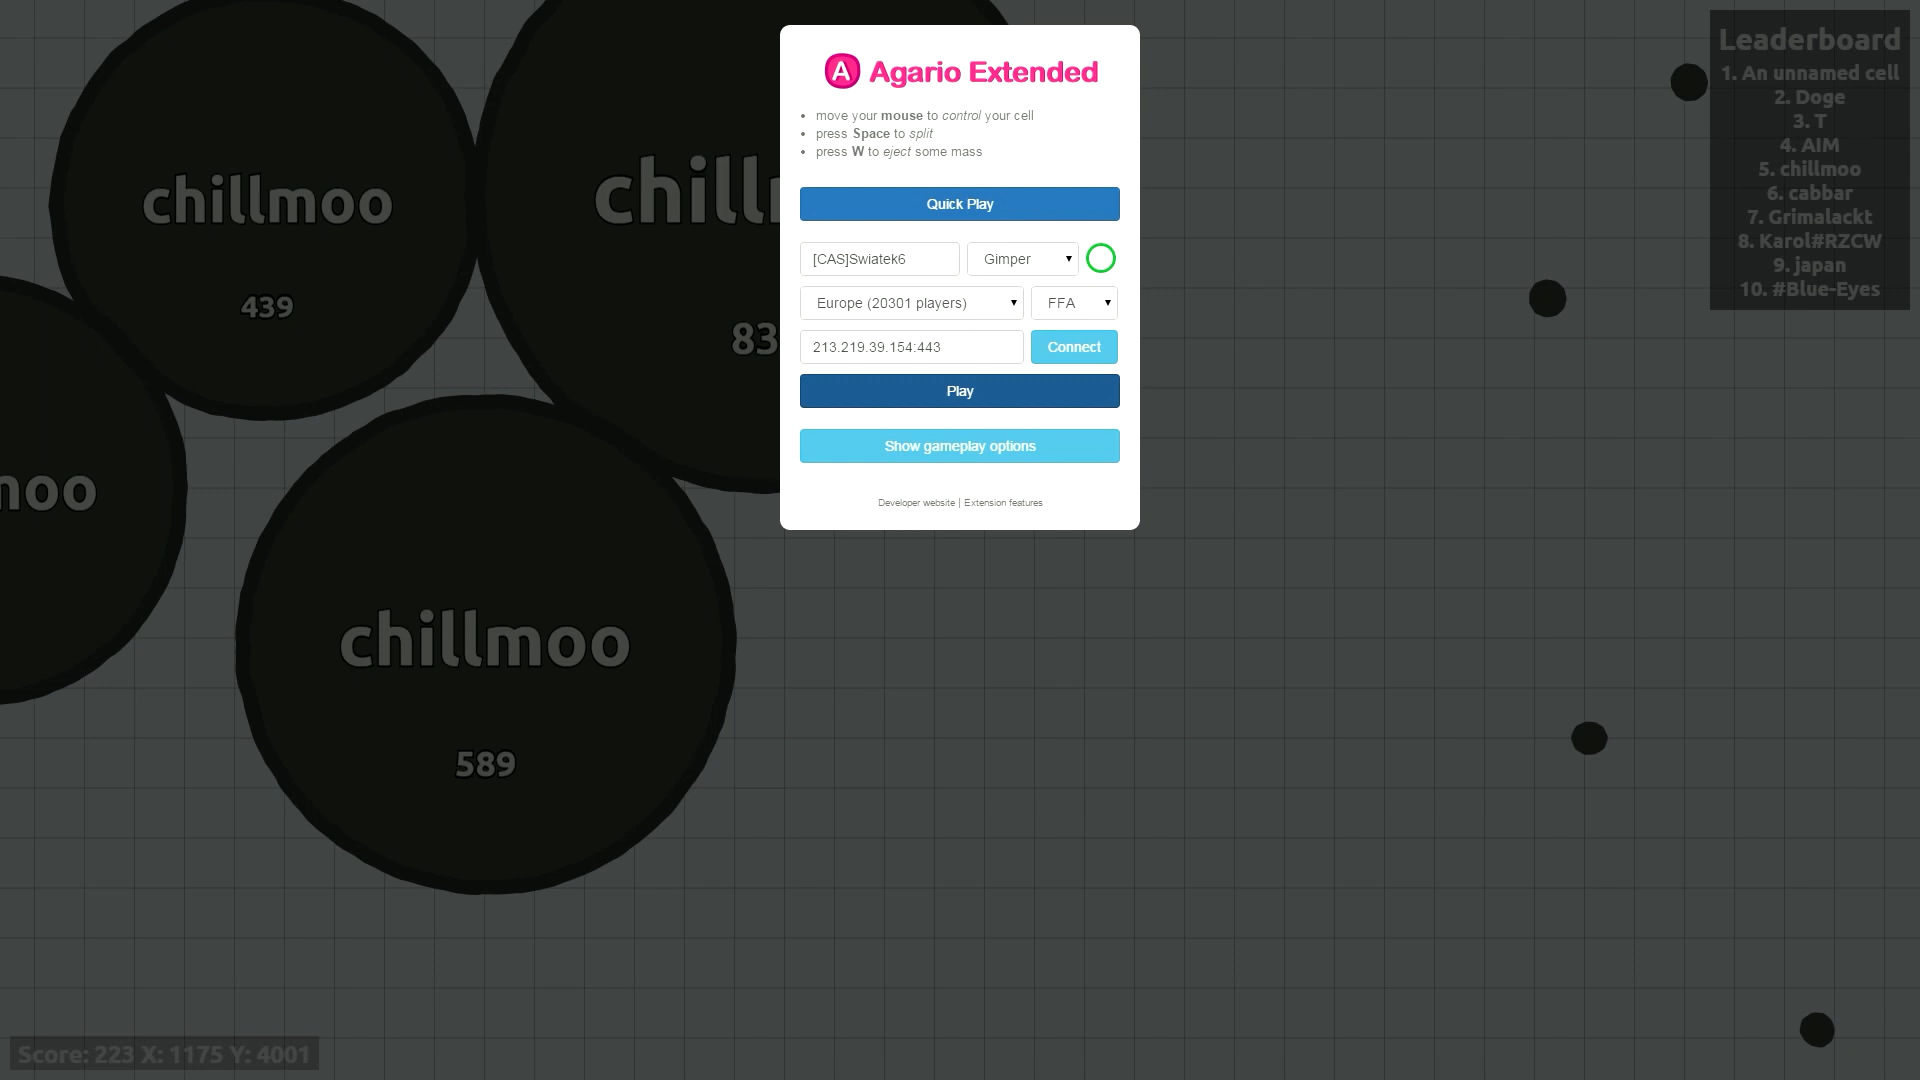 A Agario Extended
• move your mouse to control your cell
• press Space to split
• press W to eject some mass
Quick Play
[CAS]Swiatek6
Gimper
Europe (20301 players)
FFA
213.219.39.154:443
Connect
Play
Show gameplay options
Developer website | Extension features
Leaderboard
1. An unnamed cell
2. Doge
3. T
4. AIM
5. chillmoo
6. cabbar
7. Grimalackt
8. Karol#RZCW
9. japan
10. #Blue-Eyes
chillmoo
439
chill
83
moo
chillmoo
589
Score: 223 X: 1175 Y: 4001